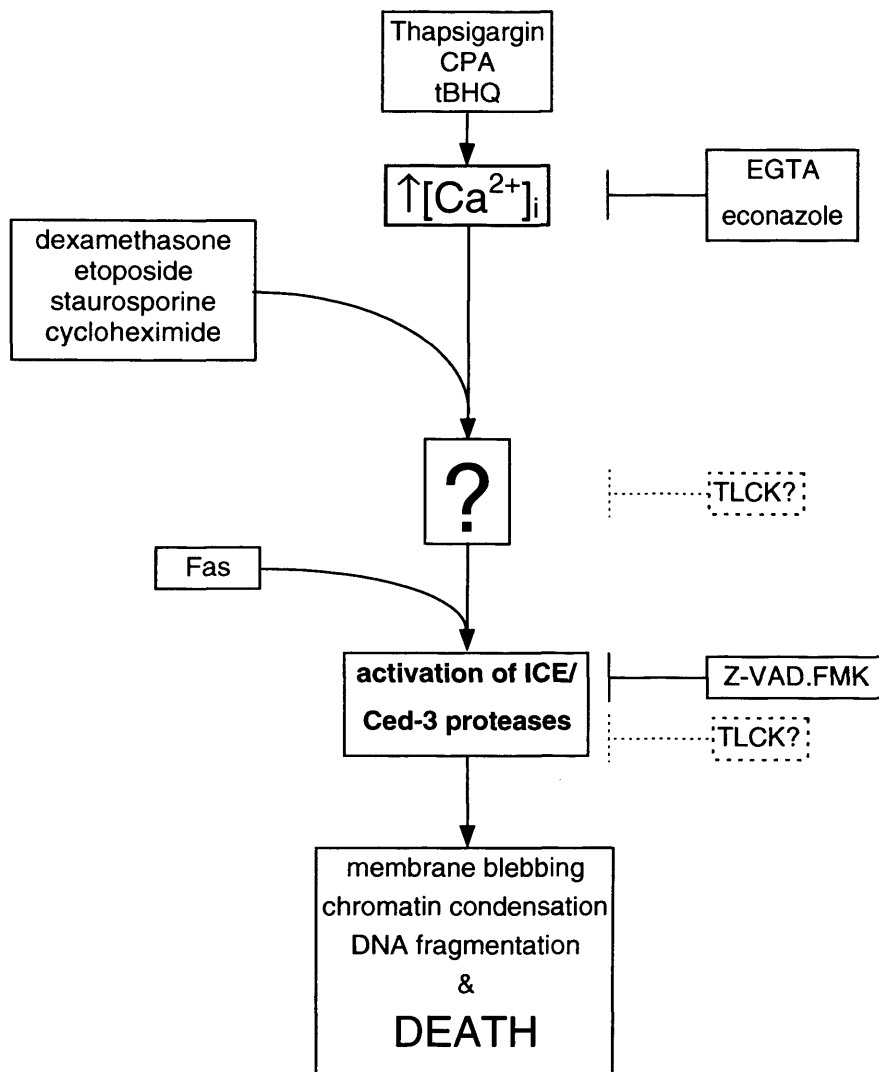 Thapsigargin
CPA
tBHQ
↑[Ca²⁺]i
EGTA
econazole
dexamethasone
etoposide
staurosporine
cycloheximide
?
TLCK?
Fas
activation of ICE/
Ced-3 proteases
Z-VAD.FMK
TLCK?
membrane blebbing
chromatin condensation
DNA fragmentation
&
DEATH